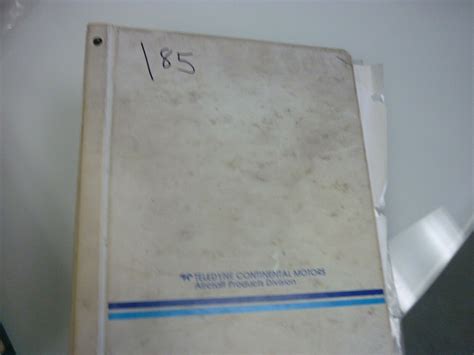 185
TELEDYNE CONTINENTAL MOTORS
Aircraft Products Division